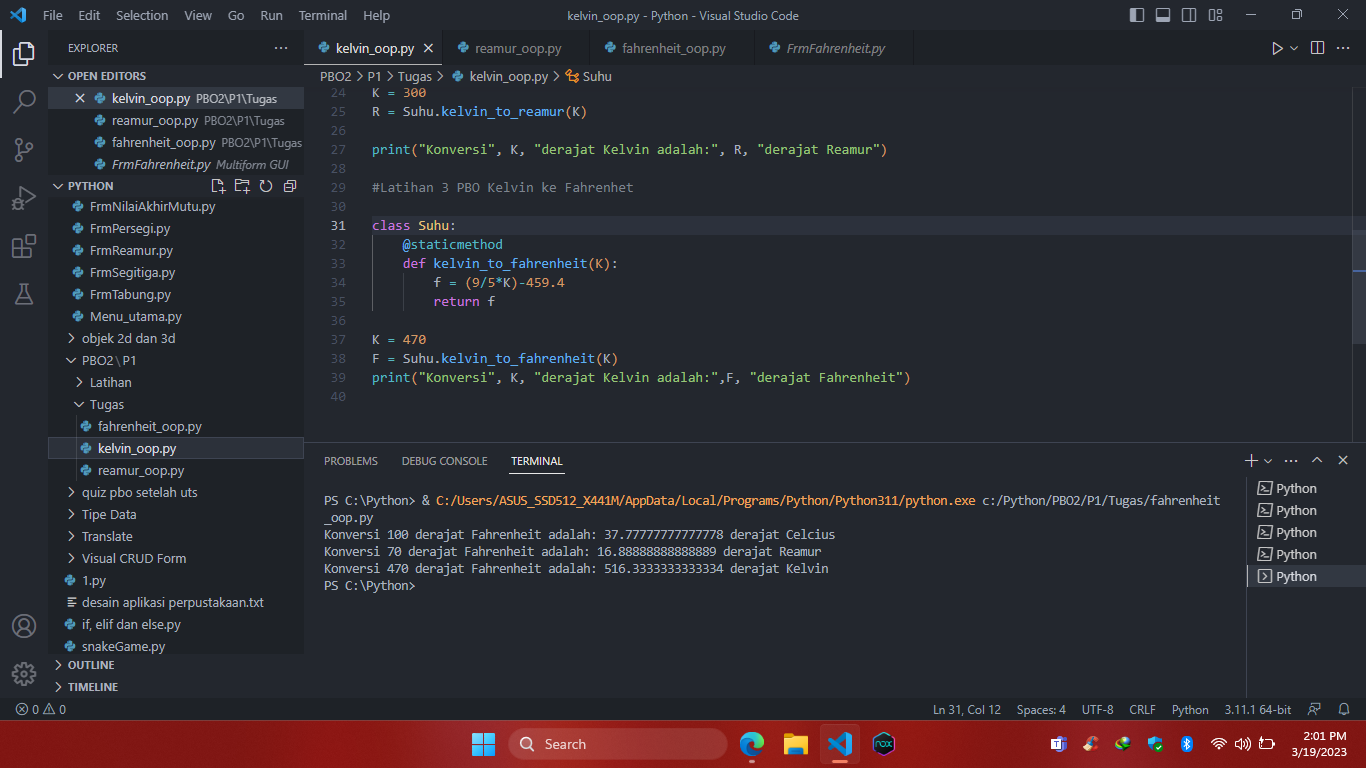 File Edit Selection View Go Run Terminal Help kelvin_oop.py - Python - Visual Studio Code
EXPLORER
OPEN EDITORS
kelvin_oop.py PBO2\P1\Tugas
reamur_oop.py PBO2\P1\Tugas
fahrenheit_oop.py PBO2\P1\Tugas
FrmFahrenheit.py Multiform GUI
PYTHON
FrmNilaiAkhirMutu.py
FrmPersegi.py
FrmReamur.py
FrmSegitiga.py
FrmTabung.py
Menu_utama.py
objek 2d dan 3d
PBO2\P1
Latihan
Tugas
fahrenheit_oop.py
kelvin_oop.py
reamur_oop.py
quiz pbo setelah uts
Tipe Data
Translate
Visual CRUD Form
1.py
desain aplikasi perpustakaan.txt
if, elif dan else.py
snakeGame.py
OUTLINE
TIMELINE
kelvin_oop.py reamur_oop.py fahrenheit_oop.py FrmFahrenheit.py
PBO2 > P1 > Tugas > kelvin_oop.py > Suhu
24 K = 300
25 R = Suhu.kelvin_to_reamur(K)
26
27 print("Konversi", K, "derajat Kelvin adalah:", R, "derajat Reamur")
28
29 #Latihan 3 PBO Kelvin ke Fahrenhet
30
31 class Suhu:
32 @staticmethod
33 def kelvin_to_fahrenheit(K):
34 f = (9/5*K)-459.4
35 return f
36
37 K = 470
38 F = Suhu.kelvin_to_fahrenheit(K)
39 print("Konversi", K, "derajat Kelvin adalah:",F, "derajat Fahrenheit")
40
PROBLEMS DEBUG CONSOLE TERMINAL
PS C:\Python> & C:/Users/ASUS_SSD512_X441M/AppData/Local/Programs/Python/Python311/python.exe c:/Python/PBO2/P1/Tugas/fahrenheit
_oop.py
Konversi 100 derajat Fahrenheit adalah: 37.77777777777778 derajat Celcius
Konversi 70 derajat Fahrenheit adalah: 16.88888888888889 derajat Reamur
Konversi 470 derajat Fahrenheit adalah: 516.3333333333334 derajat Kelvin
PS C:\Python>
Python
Python
Python
Python
Python
0 0 Ln 31, Col 12 Spaces: 4 UTF-8 CRLF Python 3.11.1 64-bit
Search
nox
2:01 PM
3/19/2023